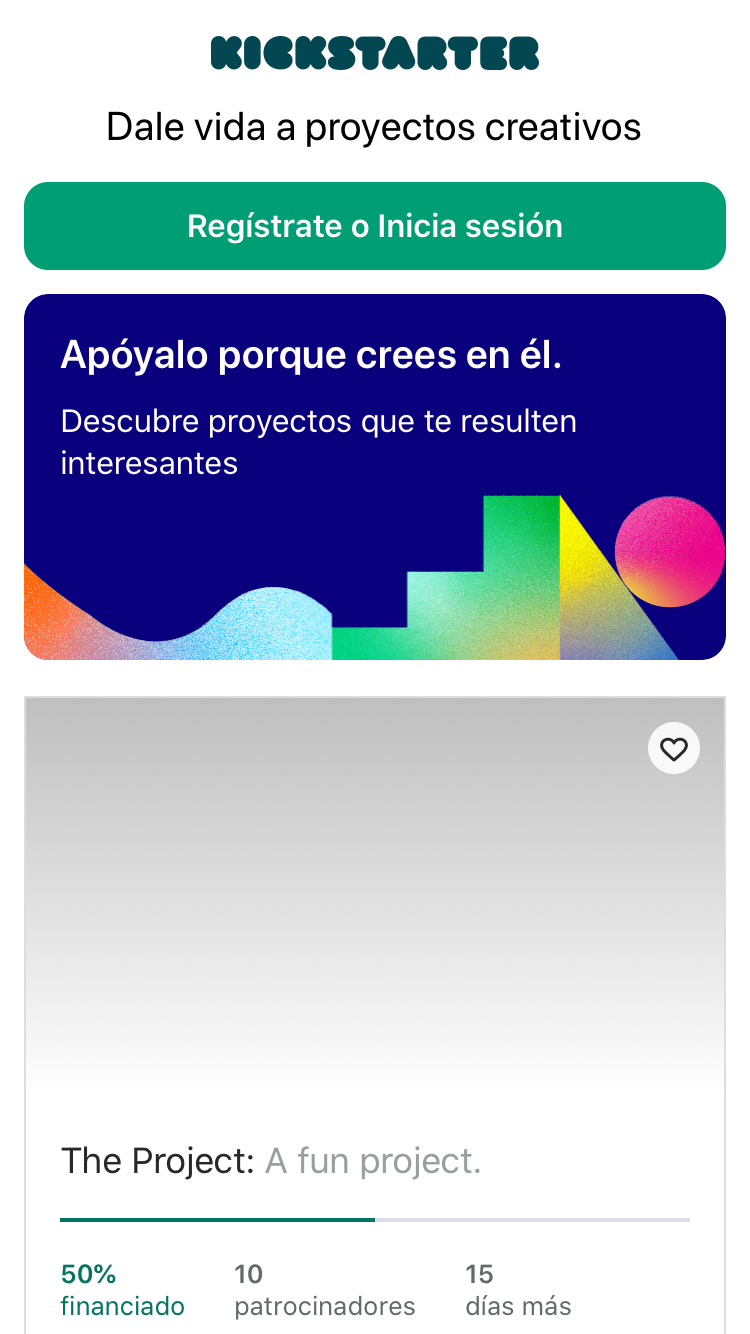 KICKSTARTER
Dale vida a proyectos creativos
Regístrate o Inicia sesión
Apóyalo porque crees en él.
Descubre proyectos que te resulten
interesantes
The Project: A fun project.
50% 10 15
financiado patrocinadores días más